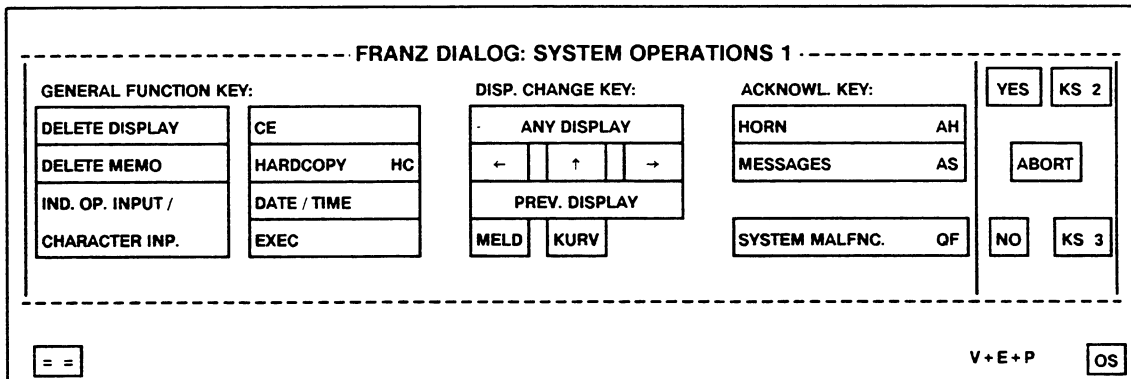 FRANZ DIALOG: SYSTEM OPERATIONS 1
GENERAL FUNCTION KEY:
DELETE DISPLAY
DELETE MEMO
IND. OP. INPUT /
CHARACTER INP.
CE
HARDCOPY HC
DATE / TIME
EXEC
DISP. CHANGE KEY:
ANY DISPLAY
← ↑ →
PREV. DISPLAY
MELD KURV
ACKNOWL. KEY:
HORN AH
MESSAGES AS
SYSTEM MALFNC. QF
YES KS 2
ABORT
NO KS 3
= =
V + E + P OS